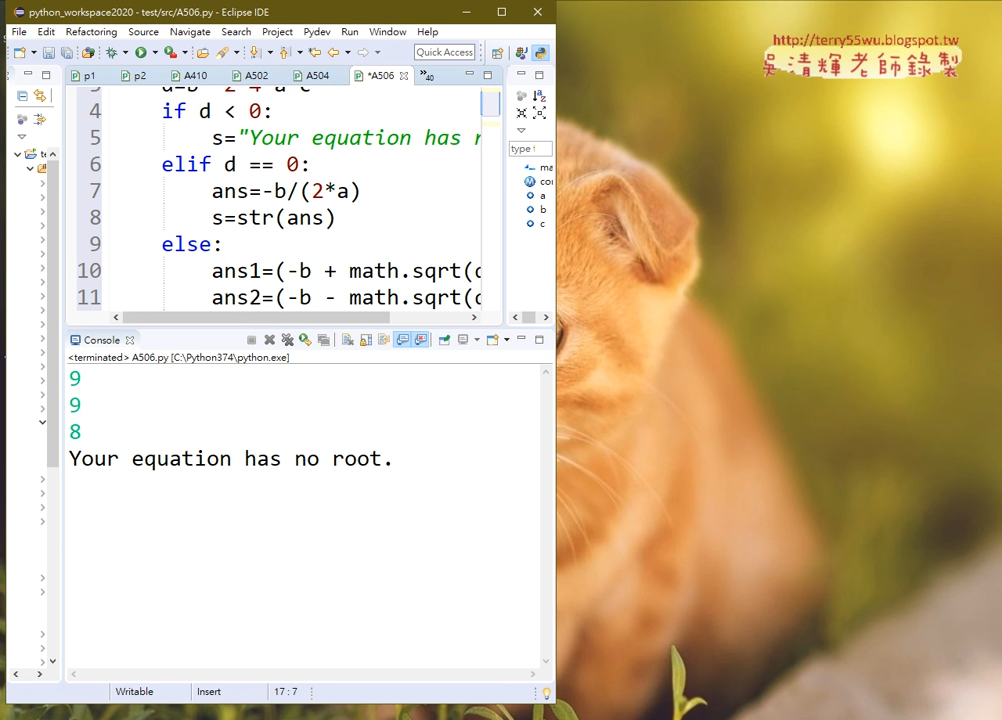 python_workspace2020 - test/src/A506.py - Eclipse IDE
File Edit Refactoring Source Navigate Search Project Pydev Run Window Help
Quick Access
p1 p2 A410 A502 A504 *A506 »40
4 if d < 0:
5 s="Your equation has
6 elif d == 0:
7 ans=-b/(2*a)
8 s=str(ans)
9 else:
10 ans1=(-b + math.sqrt(
11 ans2=(-b - math.sqrt(
type
a
b
c
Console
<terminated> A506.py [C:\Python374\python.exe]
9
9
8
Your equation has no root.
Writable Insert 17 : 7
http://terry55wu.blogspot.tw
吳清輝老師錄製